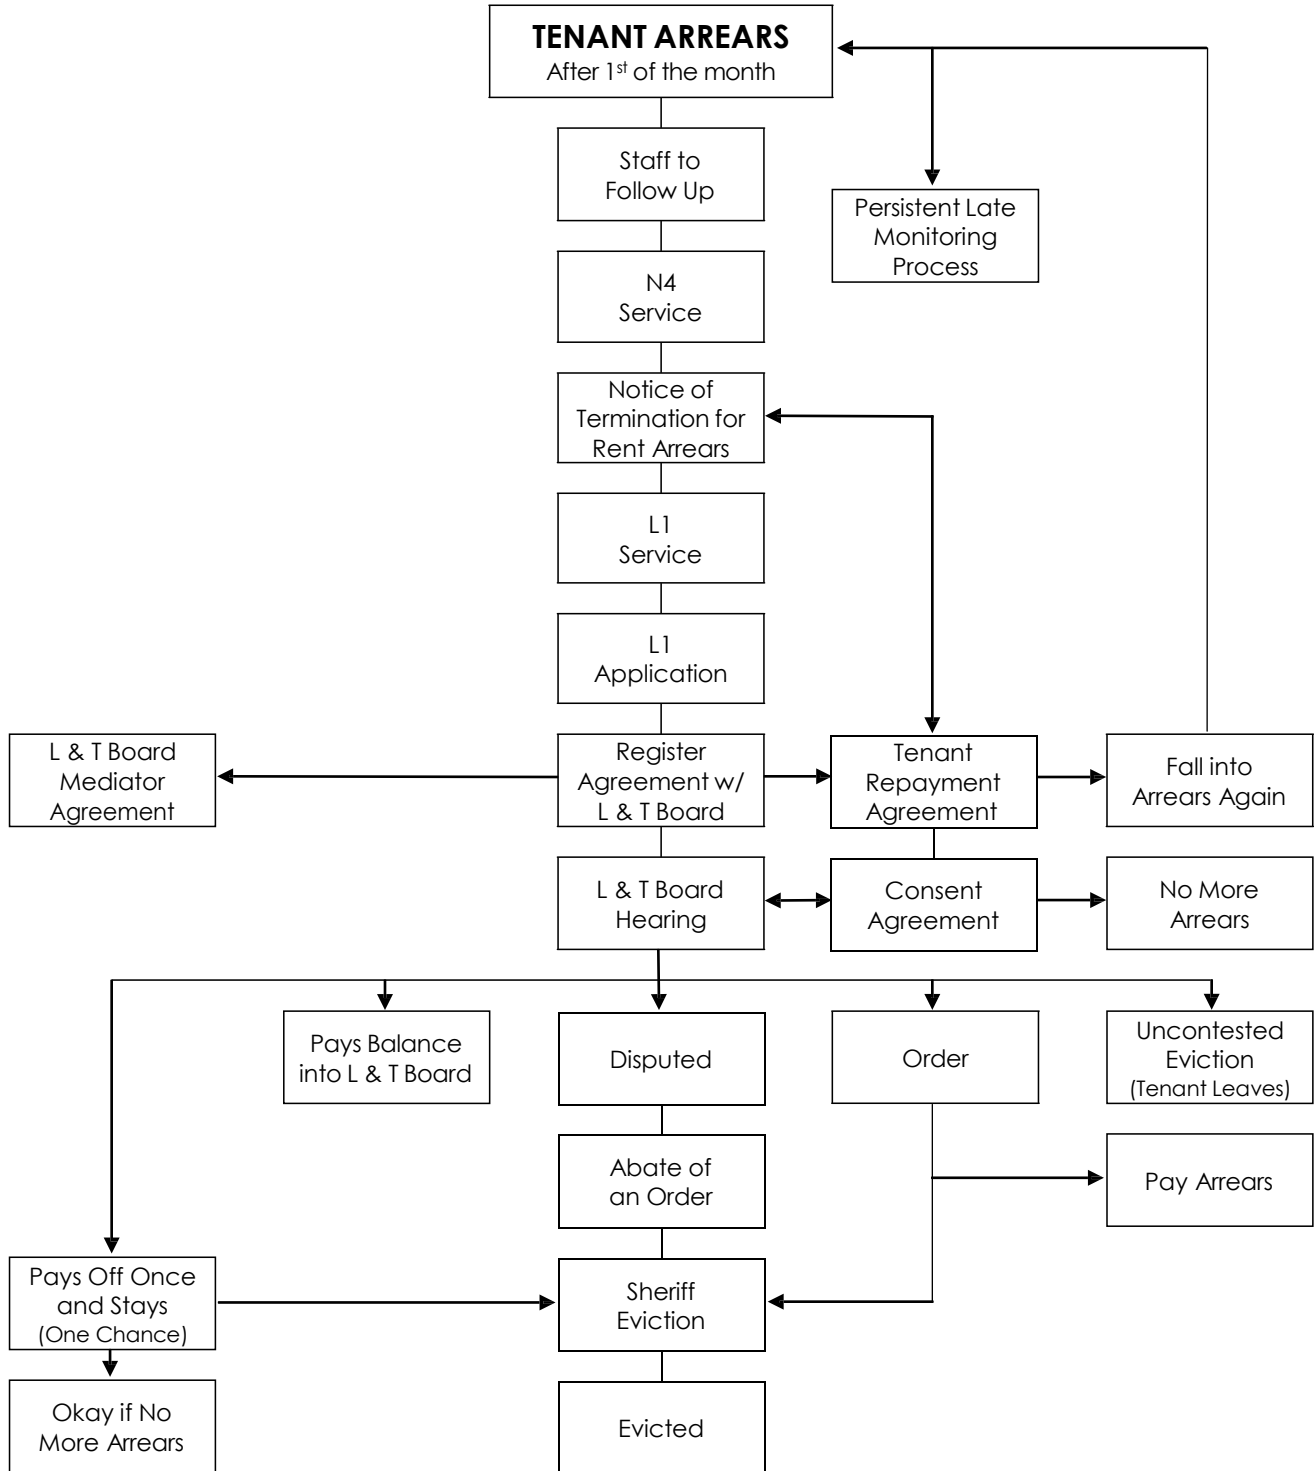 TENANT ARREARS
After 1st of the month
Staff to
Follow Up
Persistent Late
Monitoring
Process
N4
Service
Notice of
Termination for
Rent Arrears
L1
Service
L1
Application
L & T Board
Mediator
Agreement
Register
Agreement w/
L & T Board
Tenant
Repayment
Agreement
Fall into
Arrears Again
L & T Board
Hearing
Consent
Agreement
No More
Arrears
Pays Balance
into L & T Board
Disputed
Order
Uncontested
Eviction
(Tenant Leaves)
Abate of
an Order
Pay Arrears
Pays Off Once
and Stays
(One Chance)
Sheriff
Eviction
Okay if No
More Arrears
Evicted